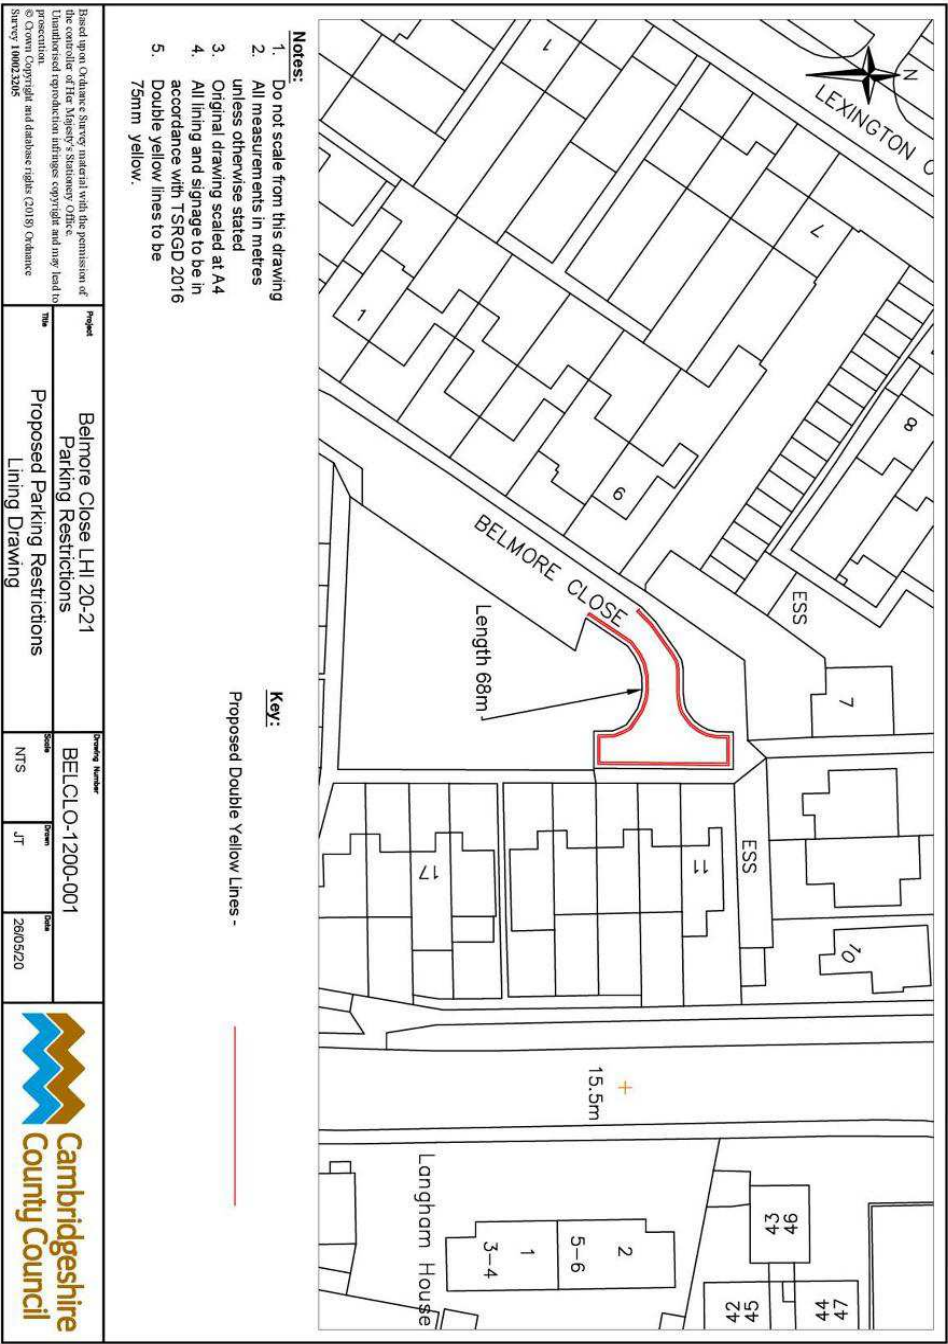 N
LEXINGTON C
1
7
8
1
6
BELMORE CLOSE
ESS
7
Length 68m
ESS
11
17
10
15.5m
Langham House
1
3-4
2
5-6
46
43
47
44
45
42
Notes:
1. Do not scale from this drawing
2. All measurements in metres
unless otherwise stated
3. Original drawing scaled at A4
4. All lining and signage to be in
accordance with TSRGD 2016
5. Double yellow lines to be
75mm yellow.
Key:
Proposed Double Yellow Lines -
Based upon Ordnance Survey material with the permission of
the controller of Her Majesty's Stationery Office.
Unauthorised reproduction infringes copyright and may lead to
prosecution.
© Crown Copyright and database rights (2018) Ordnance
Survey 100023205
Project
Belmore Close LHI 20-21
Parking Restrictions
Title
Proposed Parking Restrictions
Lining Drawing
Drawing Number
BELCLO-1200-001
Scale
NTS
Drawn
JT
Date
26/05/20
Cambridgeshire
County Council